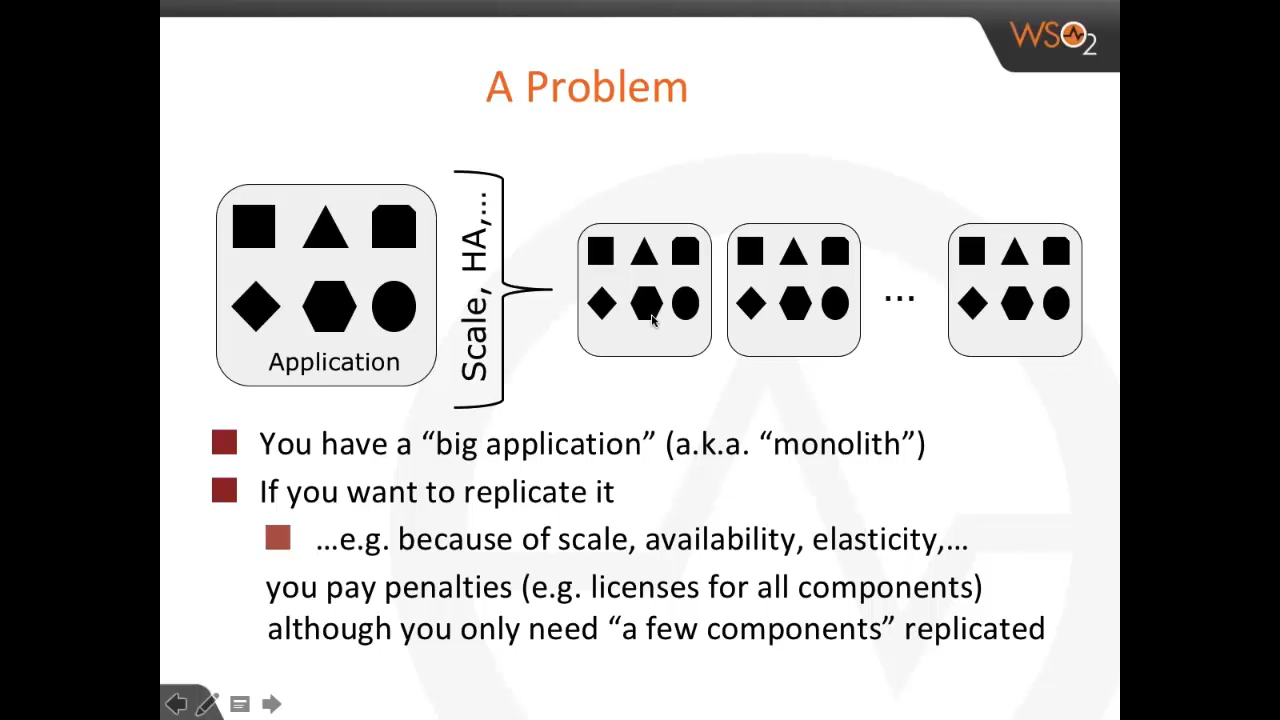 WSO2
A Problem
Scale, HA,...
Application
...
You have a “big application” (a.k.a. “monolith”)
If you want to replicate it
...e.g. because of scale, availability, elasticity,...
you pay penalties (e.g. licenses for all components)
although you only need “a few components” replicated